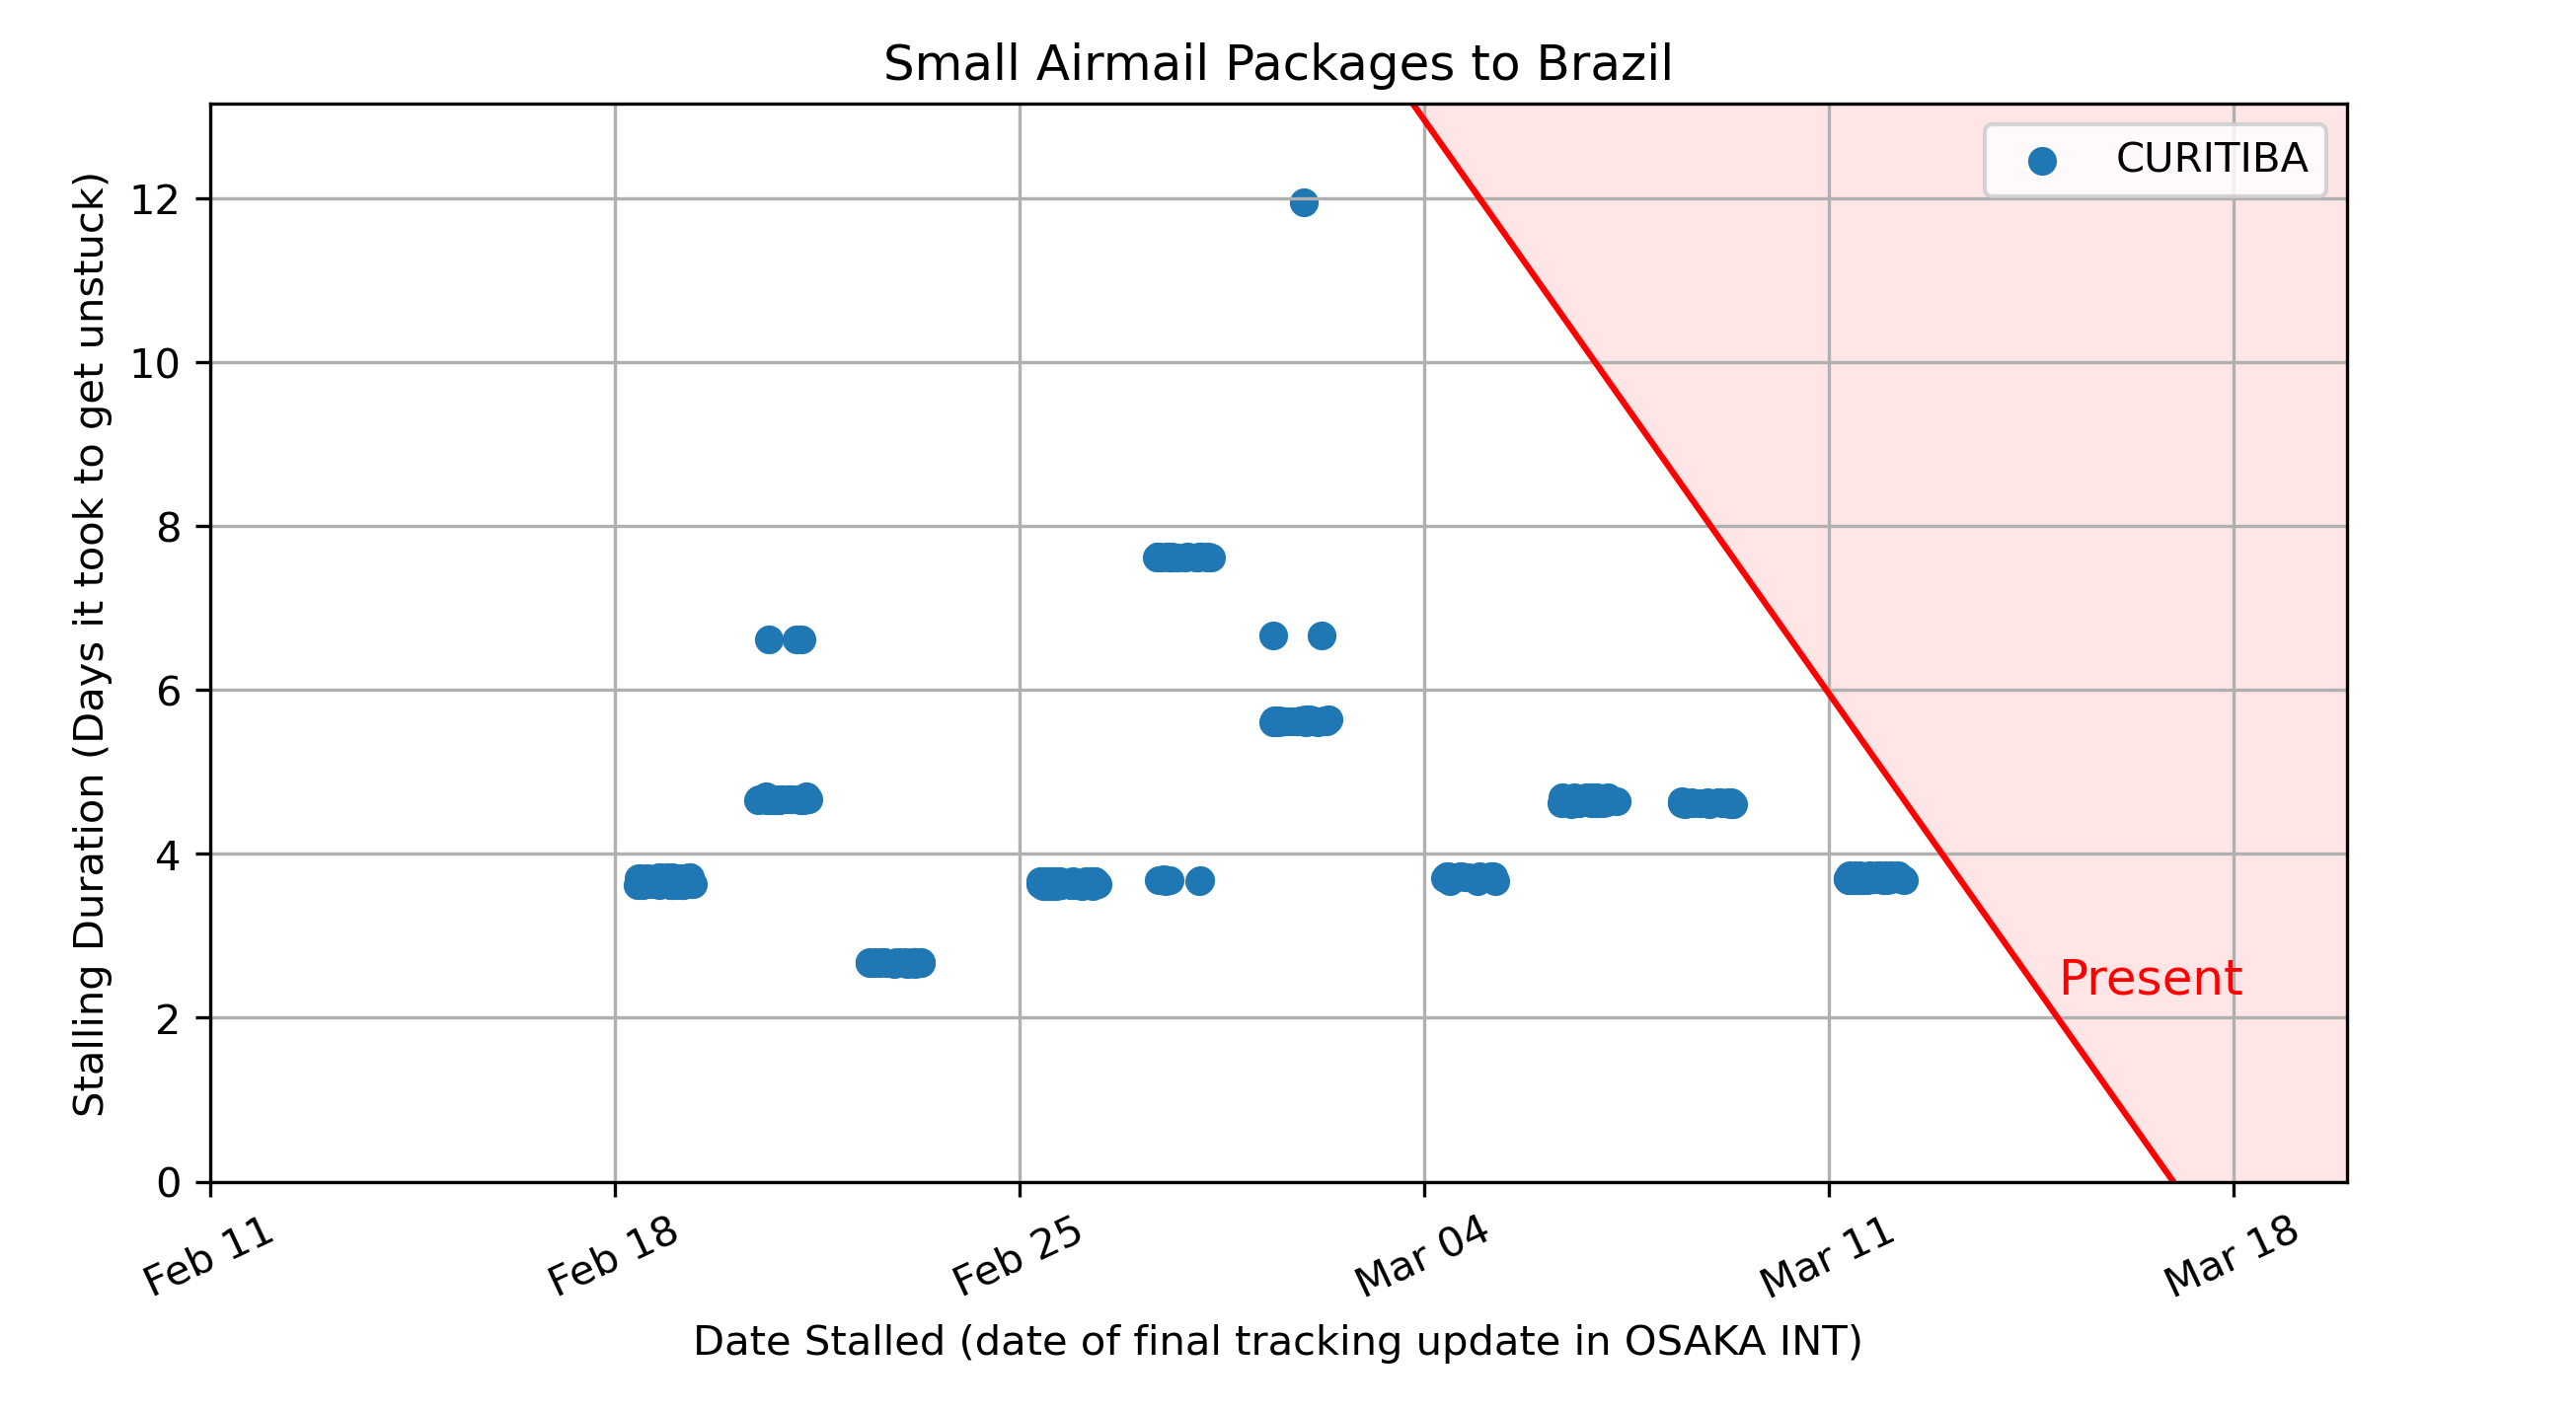 Small Airmail Packages to Brazil
CURITIBA
Stalling Duration (Days it took to get unstuck)
12
10
8
6
4
2
0
Present
Feb 11
Feb 18
Feb 25
Mar 04
Mar 11
Mar 18
Date Stalled (date of final tracking update in OSAKA INT)